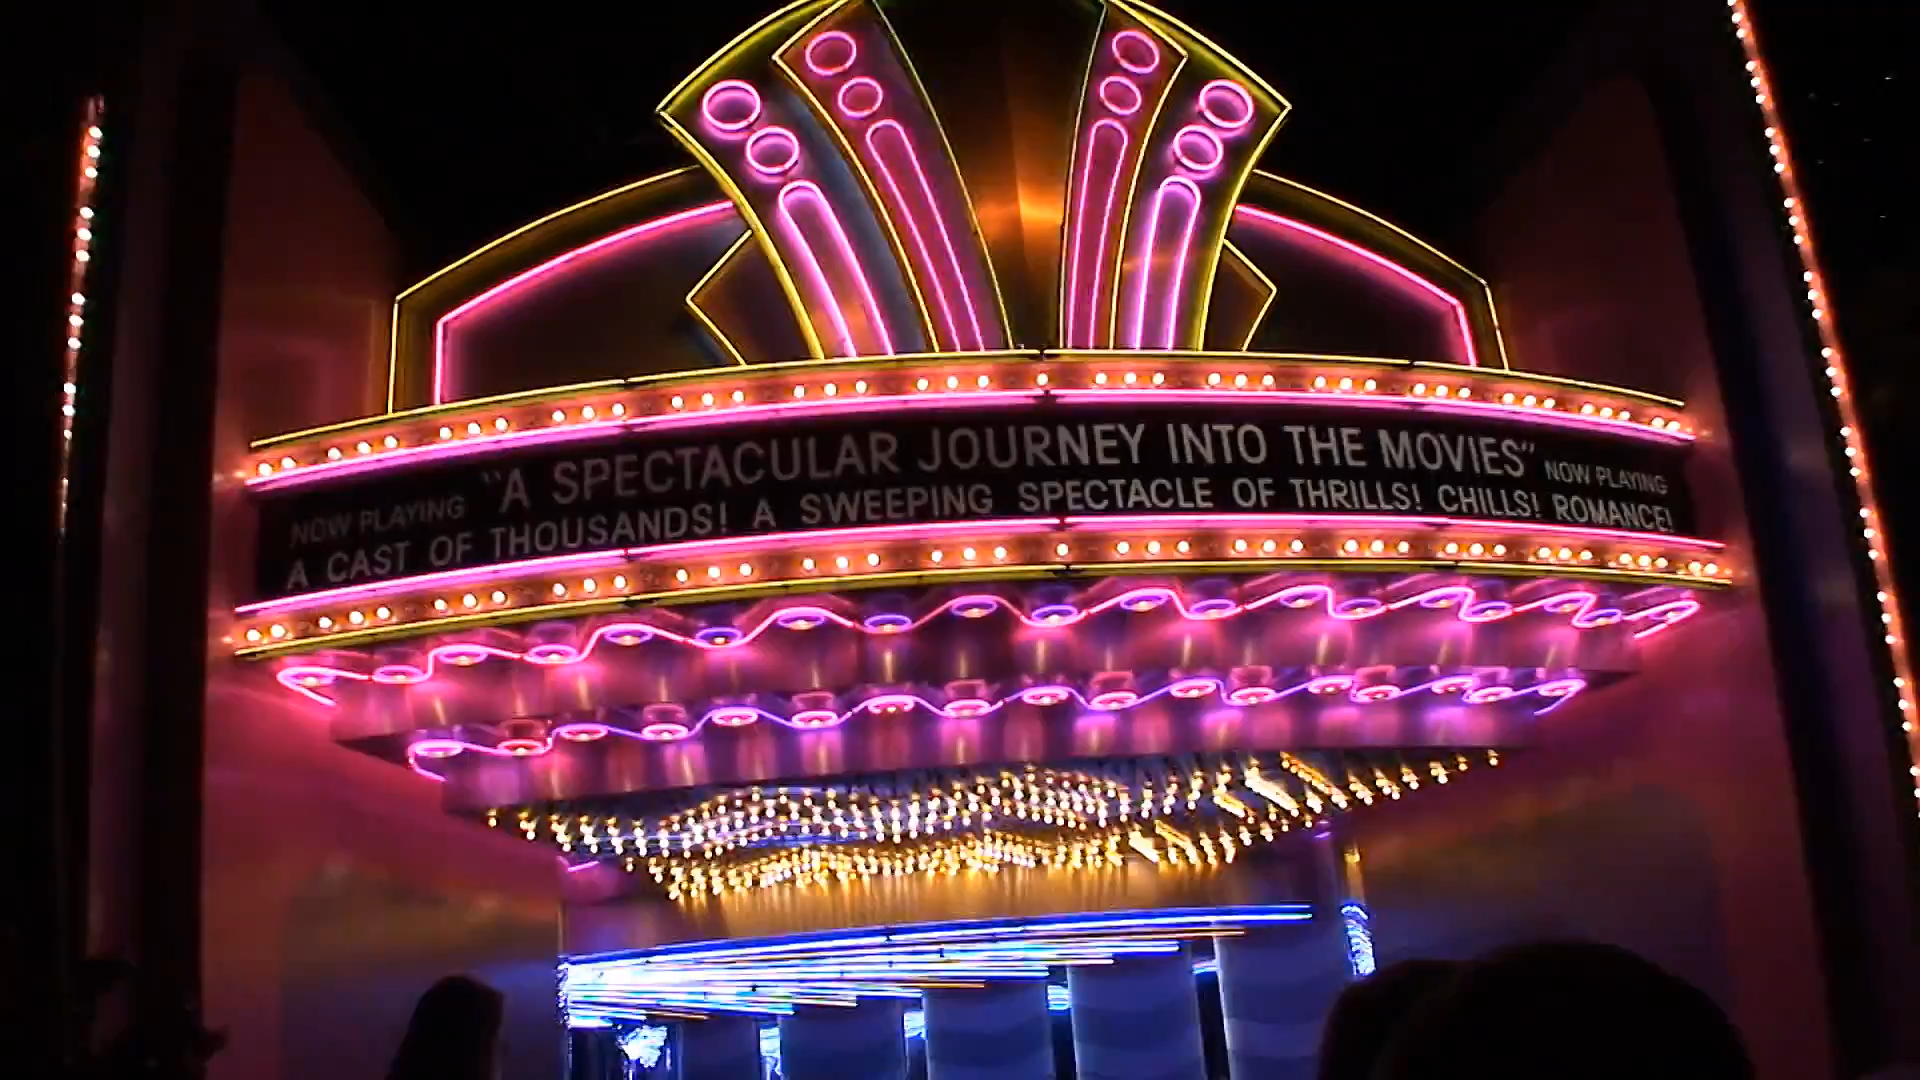 NOW PLAYING "A SPECTACULAR JOURNEY INTO THE MOVIES" NOW PLAYING
A CAST OF THOUSANDS! A SWEEPING SPECTACLE OF THRILLS! CHILLS! ROMANCE!